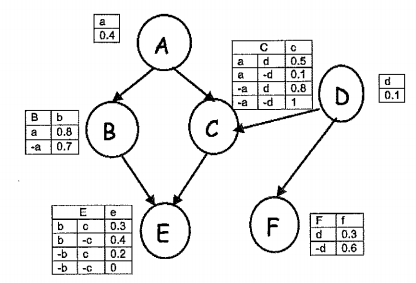 a
0.4
A
C c
a d 0.5
a -d 0.1
-a d 0.8
-a -d 1
D
d
0.1
B b
a 0.8
-a 0.7
B
C
E e
b c 0.3
b -c 0.4
-b c 0.2
-b -c 0
E
F
F f
d 0.3
-d 0.6